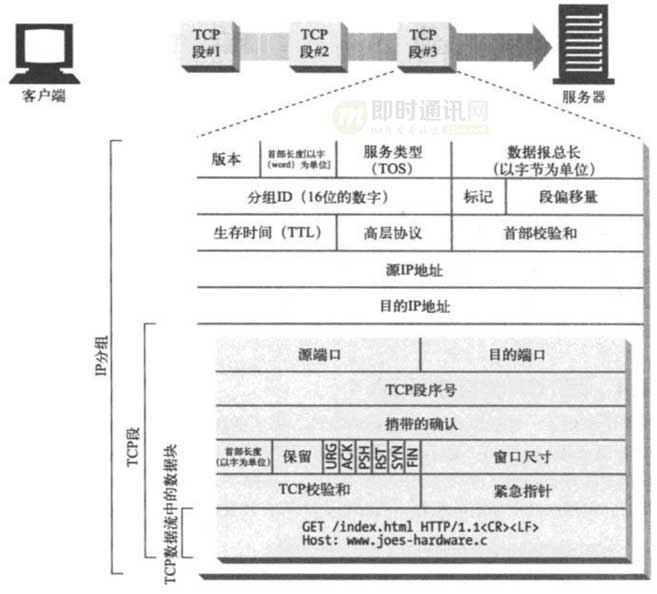 TCP
段#1
TCP
段#2
TCP
段#3
客户端
服务器
即时通讯网
版本
首部长度[以字
(word)为单位]
服务类型
(TOS)
数据报总长
(以字节为单位)
分组ID(16位的数字)
标记
段偏移量
生存时间(TTL)
高层协议
首部校验和
源IP地址
目的IP地址
IP分组
TCP段
TCP数据流中的数据块
源端口
目的端口
TCP段序号
捎带的确认
首部长度
(以字为单位)
保留
URG
ACK
PSH
RST
SYN
FIN
窗口尺寸
TCP校验和
紧急指针
GET /index.html HTTP/1.1<CR><LF>
Host: www.joes-hardware.c